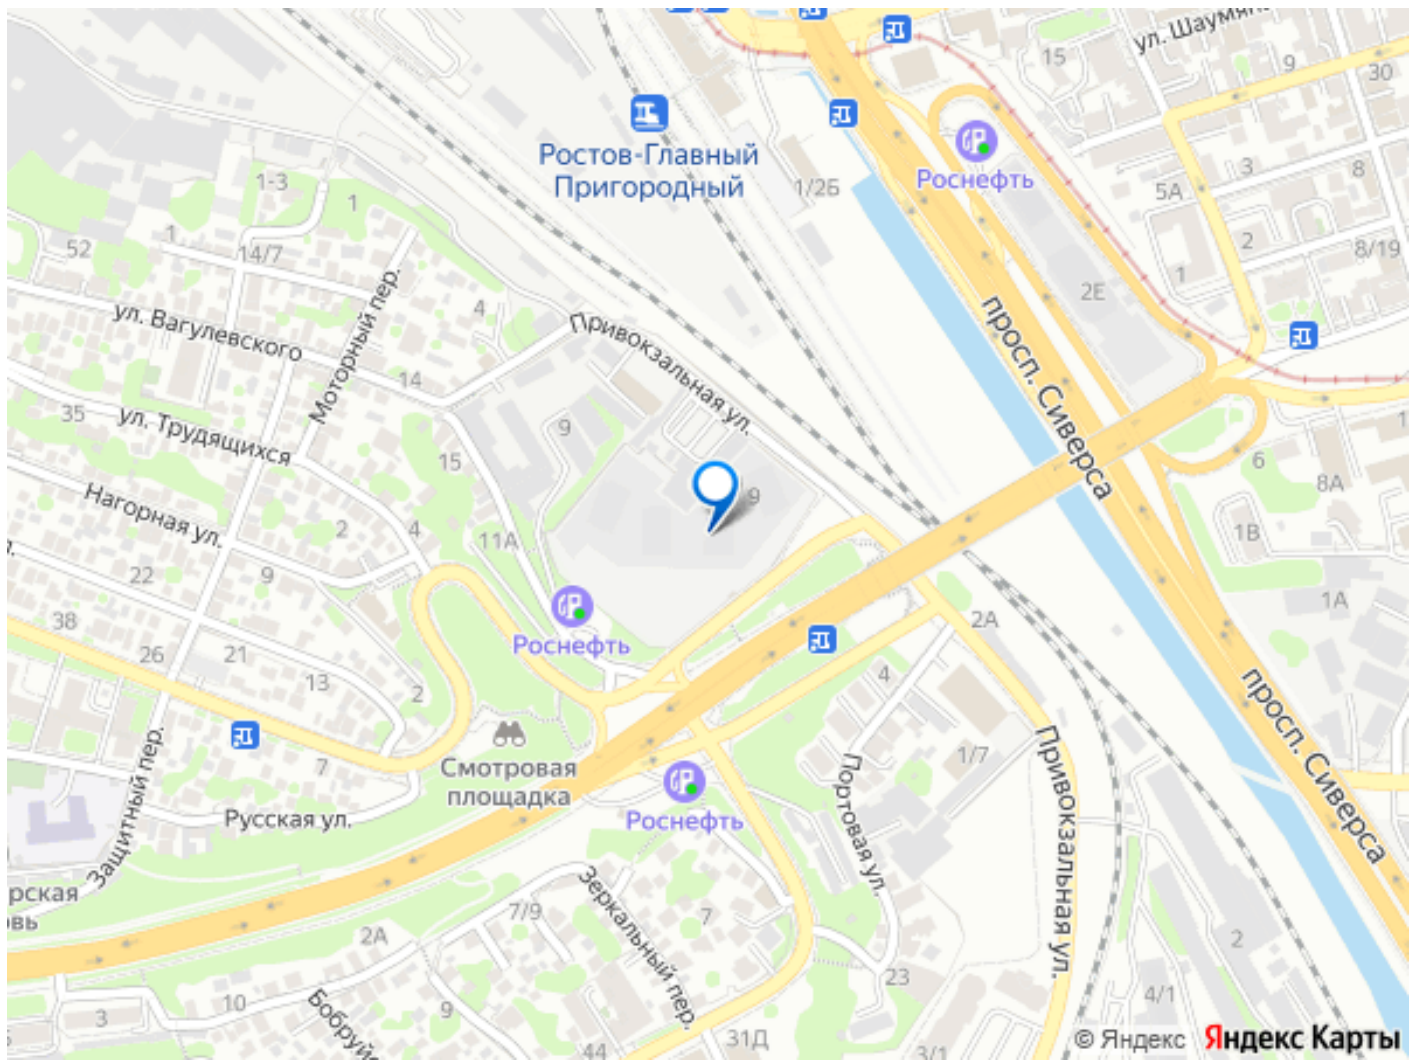 ул. Шаумяна
15
9
30
Ростов-Главный
Пригородный
1/2Б
Роснефть
3
8
5А
1-3
1
2
8/19
52
1
14/7
1
2Е
4
ул. Вагулевского
Моторный пер.
Привокзальная ул.
просп. Сиверса
14
35
ул. Трудящихся
9
15
6
8А
9
Нагорная ул.
2
4
11А
1В
22
9
1А
38
Роснефть
2А
26
21
13
2
4
Смотровая
площадка
7
1/7
Портовая ул.
Привокзальная ул.
просп. Сиверса
Защитный пер.
Русская ул.
Роснефть
рская
овь
7/9
Зеркальный пер.
7
2А
2
23
10
9
3
4/1
31Д
44
3/1
© Яндекс Яндекс Карты